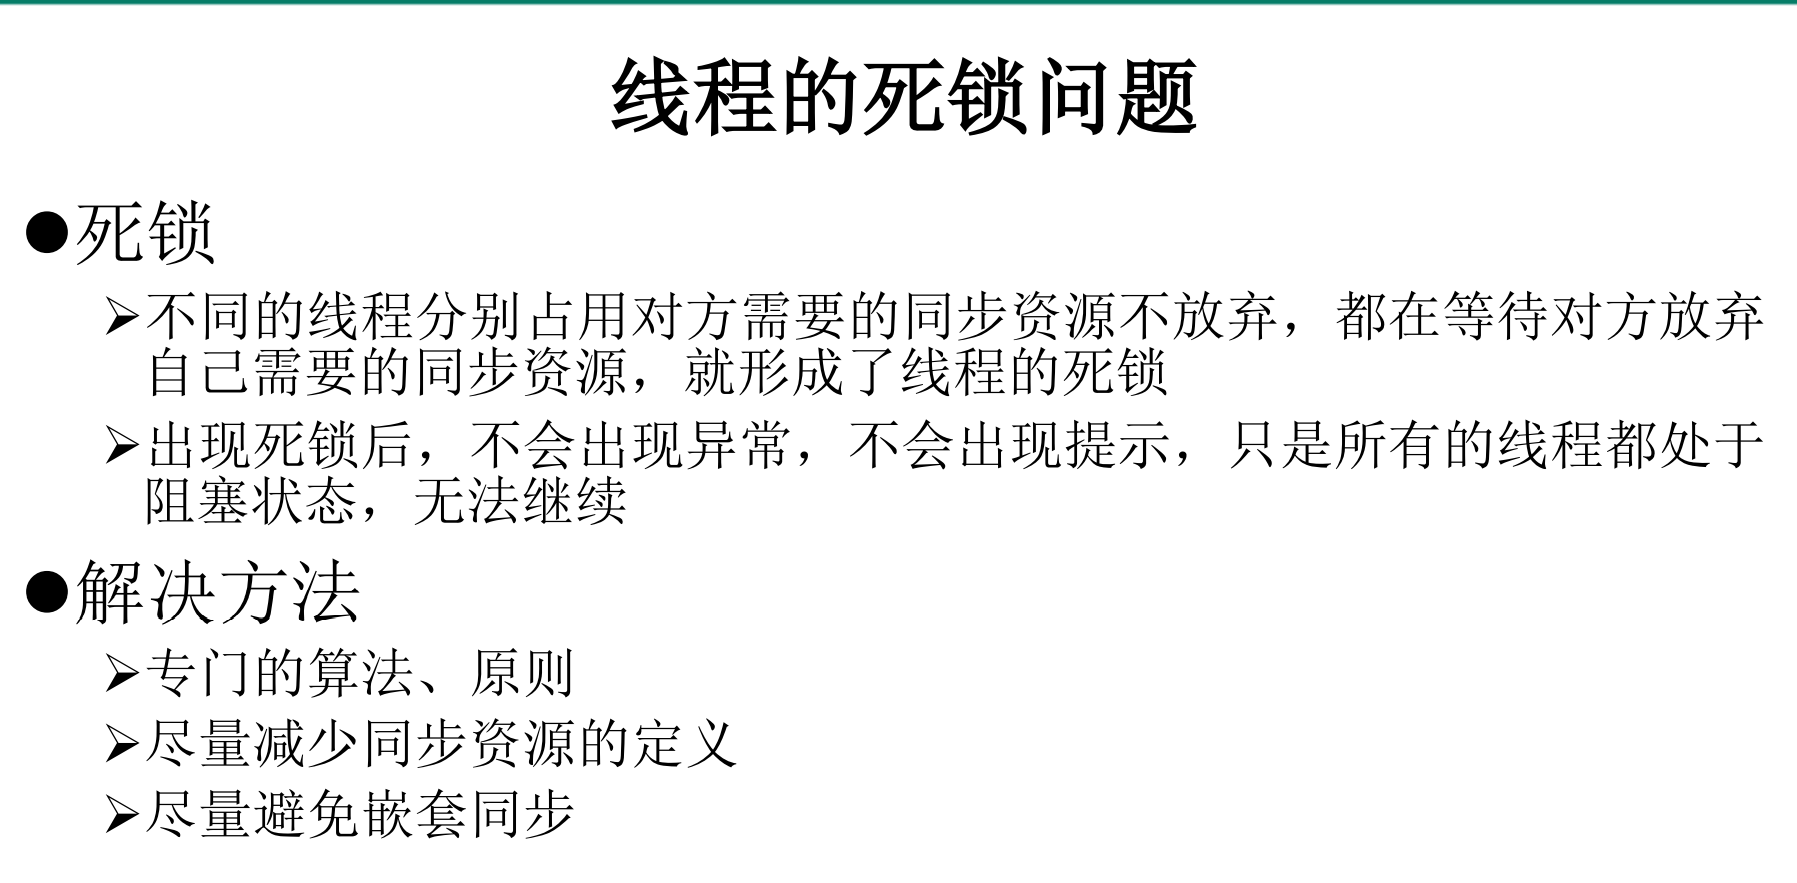 线程的死锁问题
●死锁
➢不同的线程分别占用对方需要的同步资源不放弃，都在等待对方放弃
自己需要的同步资源，就形成了线程的死锁
➢出现死锁后，不会出现异常，不会出现提示，只是所有的线程都处于
阻塞状态，无法继续
●解决方法
➢专门的算法、原则
➢尽量减少同步资源的定义
➢尽量避免嵌套同步